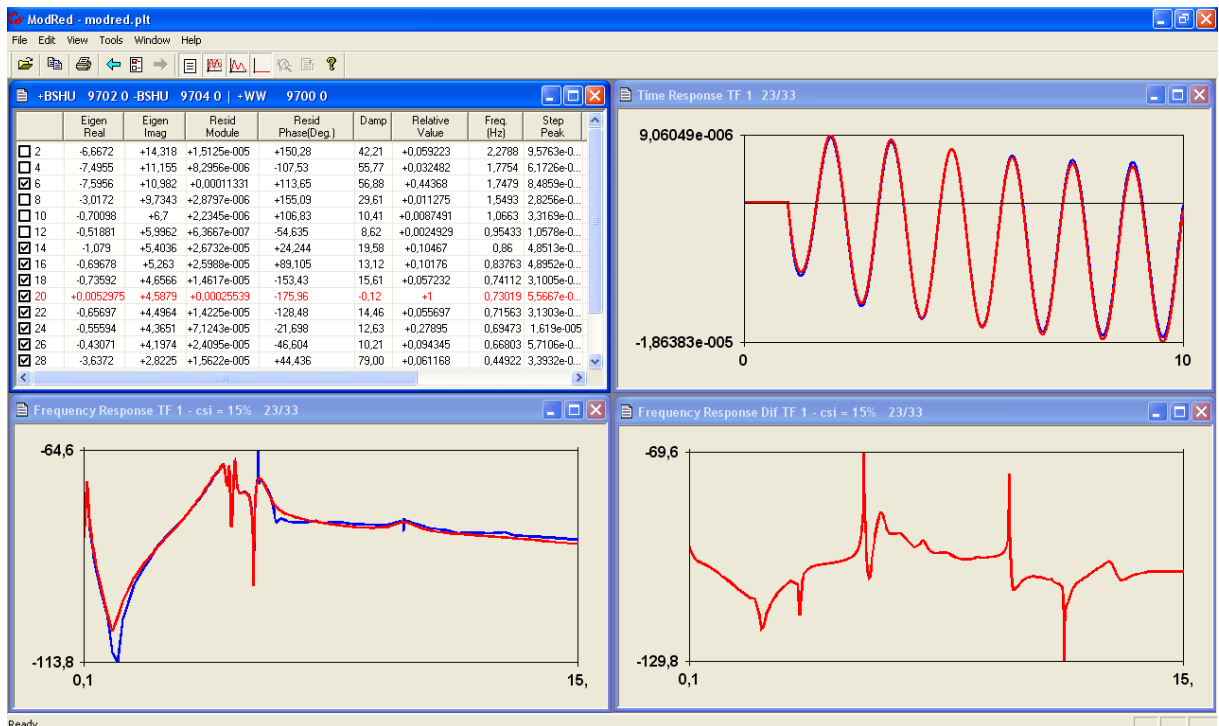 ModRed - modred.plt
File Edit View Tools Window Help
+BSHU 9702 0 -BSHU 9704 0 | +WW 9700 0
Eigen Real Eigen Imag Resid Module Resid Phase(Deg.) Damp Relative Value Freq. (Hz) Step Peak
2 -6,6672 +14,318 +1,5125e-005 +150,28 42,21 +0,059223 2,2788 9,5763e-0...
4 -7,4955 +11,155 +8,2956e-006 -107,53 55,77 +0,032482 1,7754 6,1726e-0...
6 -7,5956 +10,982 +0,00011331 +113,65 56,88 +0,44368 1,7479 8,4859e-0...
8 -3,0172 +9,7343 +2,8797e-006 +155,09 29,61 +0,011275 1,5493 2,8256e-0...
10 -0,70098 +6,7 +2,2345e-006 +106,83 10,41 +0,0087491 1,0663 3,3169e-0...
12 -0,51881 +5,9962 +6,3667e-007 -54,635 8,62 +0,0024929 0,95433 1,0578e-0...
14 -1,079 +5,4036 +2,6732e-005 +24,244 19,58 +0,10467 0,86 4,8513e-0...
16 -0,69678 +5,263 +2,5988e-005 +89,105 13,12 +0,10176 0,83763 4,8952e-0...
18 -0,73592 +4,6566 +1,4617e-005 -153,43 15,61 +0,057232 0,74112 3,1005e-0...
20 +0,0052975 +4,5879 +0,00025539 -175,96 -0,12 +1 0,73019 5,5667e-0...
22 -0,65697 +4,4964 +1,4225e-005 -128,48 14,46 +0,055697 0,71563 3,1303e-0...
24 -0,55594 +4,3651 +7,1243e-005 -21,698 12,63 +0,27895 0,69473 1,619e-005
26 -0,43071 +4,1974 +2,4095e-005 -46,604 10,21 +0,094345 0,66803 5,7106e-0...
28 -3,6372 +2,8225 +1,5622e-005 +44,436 79,00 +0,061168 0,44922 3,3932e-0...
Time Response TF 1 23/33
9,06049e-006
-1,86383e-005
0 10
Frequency Response TF 1 - csi = 15% 23/33
-64,6
-113,8
0,1 15,
Frequency Response Dif TF 1 - csi = 15% 23/33
-69,6
-129,8
0,1 15,
Ready